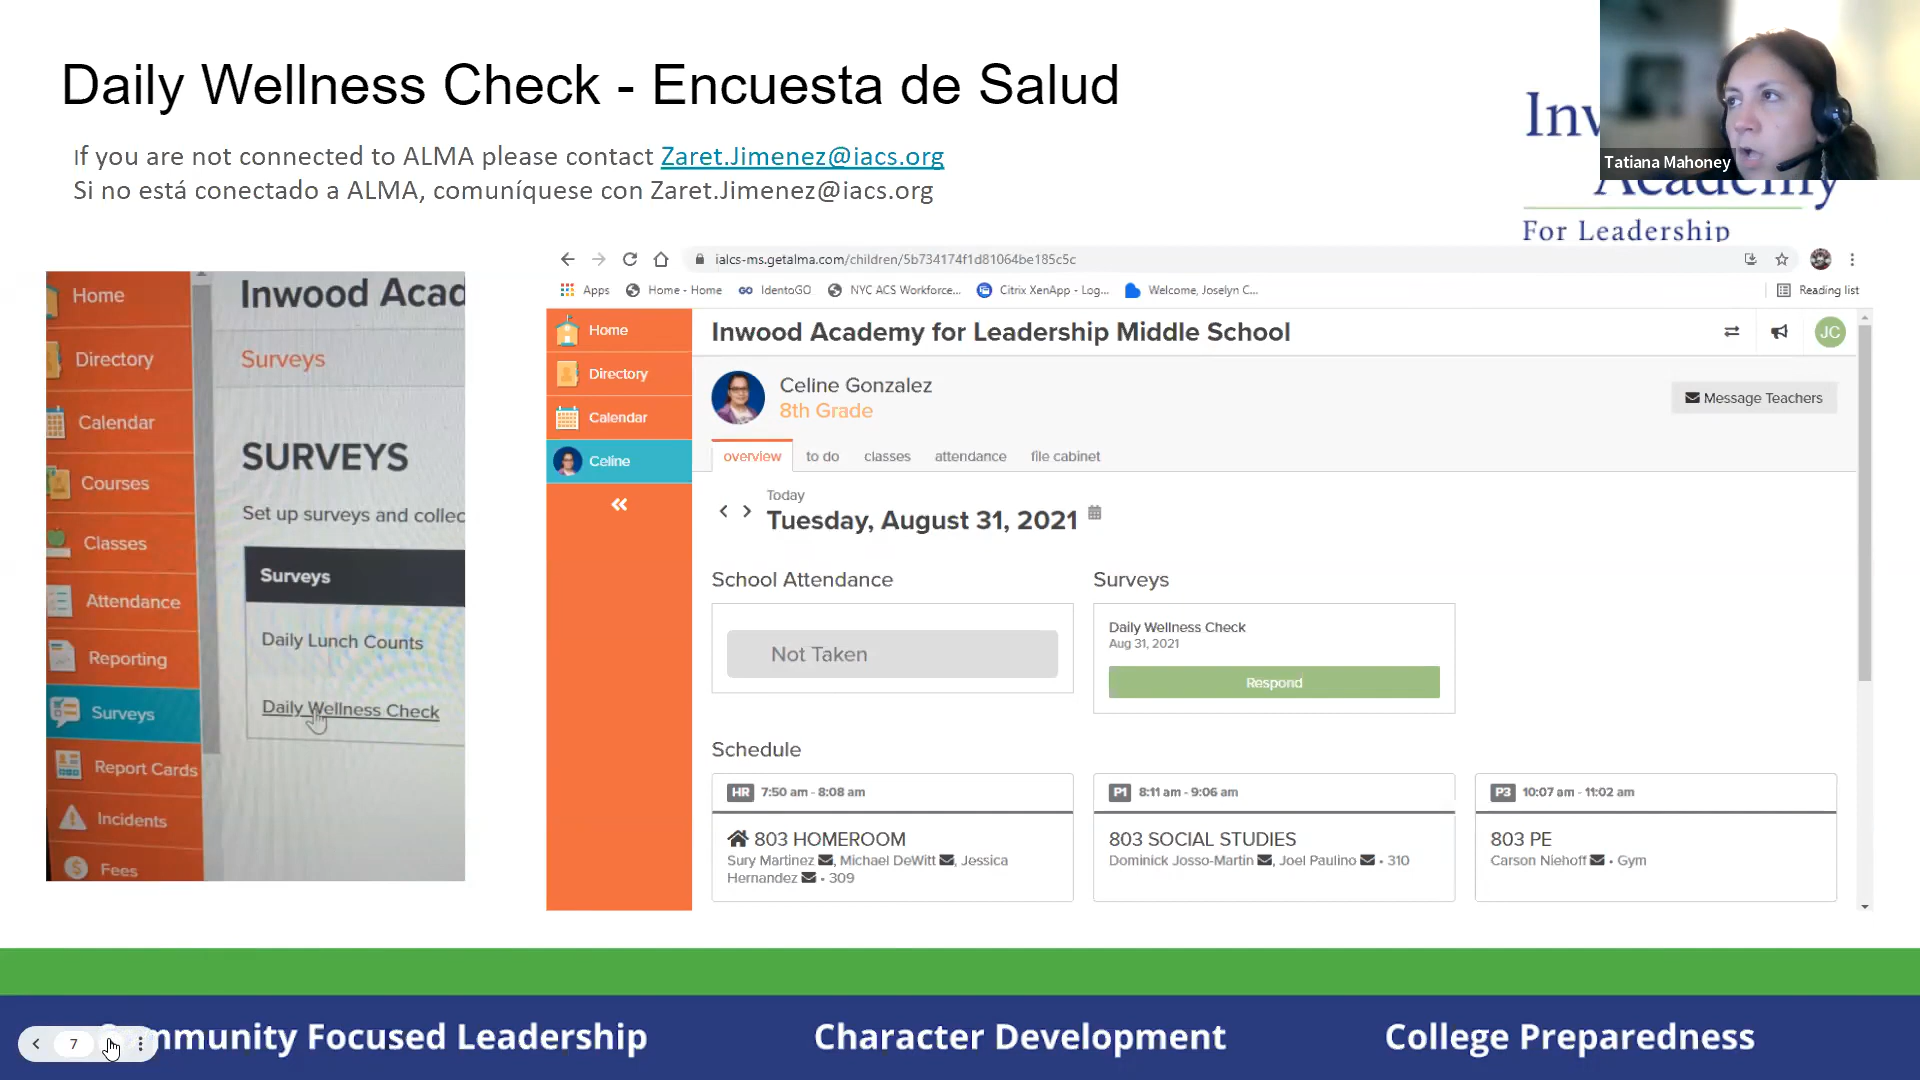 Daily Wellness Check - Encuesta de Salud
If you are not connected to ALMA please contact Zaret.Jimenez@iacs.org
Si no está conectado a ALMA, comuníquese con Zaret.Jimenez@iacs.org
Tatiana Mahoney
For Leadership
Home
Directory
Calendar
Courses
Classes
Attendance
Reporting
Surveys
Report Cards
Incidents
Fees
Inwood Acad
Surveys
SURVEYS
Set up surveys and collec
Surveys
Daily Lunch Counts
Daily Wellness Check
ialcs-ms.getalma.com/children/5b734174f1d81064be185c5c
Apps
Home - Home
GO IdentoGO
NYC ACS Workforce...
Citrix XenApp - Log...
Welcome, Joselyn C...
Reading list
Home
Directory
Calendar
Celine
Inwood Academy for Leadership Middle School
JC
Celine Gonzalez
8th Grade
Message Teachers
overview to do classes attendance file cabinet
Today
Tuesday, August 31, 2021
School Attendance
Not Taken
Surveys
Daily Wellness Check
Aug 31, 2021
Respond
Schedule
HR 7:50 am - 8:08 am
803 HOMEROOM
Sury Martinez, Michael DeWitt, Jessica
Hernandez • 309
P1 8:11 am - 9:06 am
803 SOCIAL STUDIES
Dominick Josso-Martin, Joel Paulino • 310
P3 10:07 am - 11:02 am
803 PE
Carson Niehoff • Gym
7
Focused Leadership
Character Development
College Preparedness